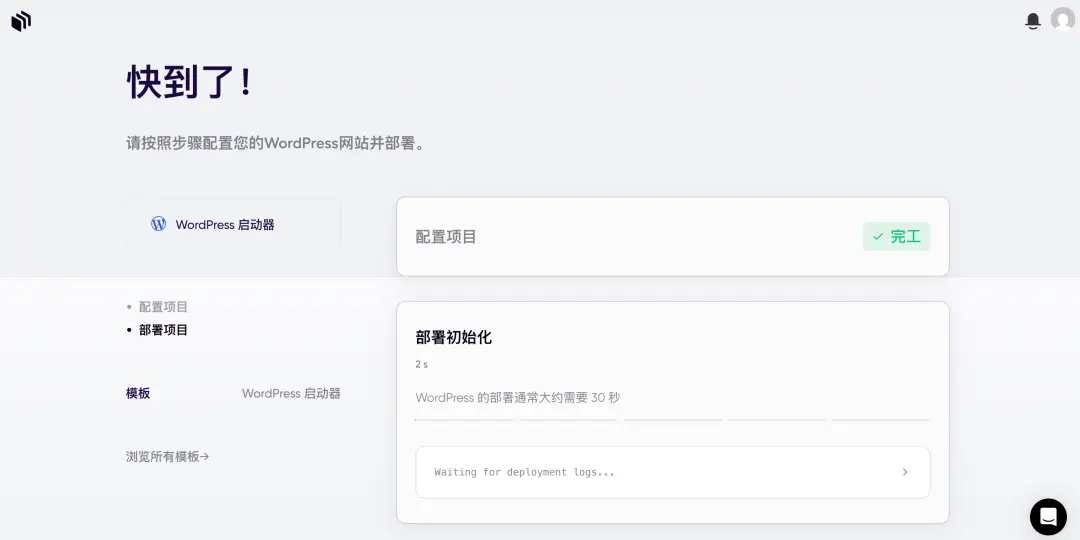 快到了！
请按照步骤配置您的WordPress网站并部署。
WordPress 启动器
配置项目
完工
配置项目
部署项目
模板 WordPress 启动器
浏览所有模板→
部署初始化
2 s
WordPress 的部署通常大约需要 30 秒
Waiting for deployment logs...